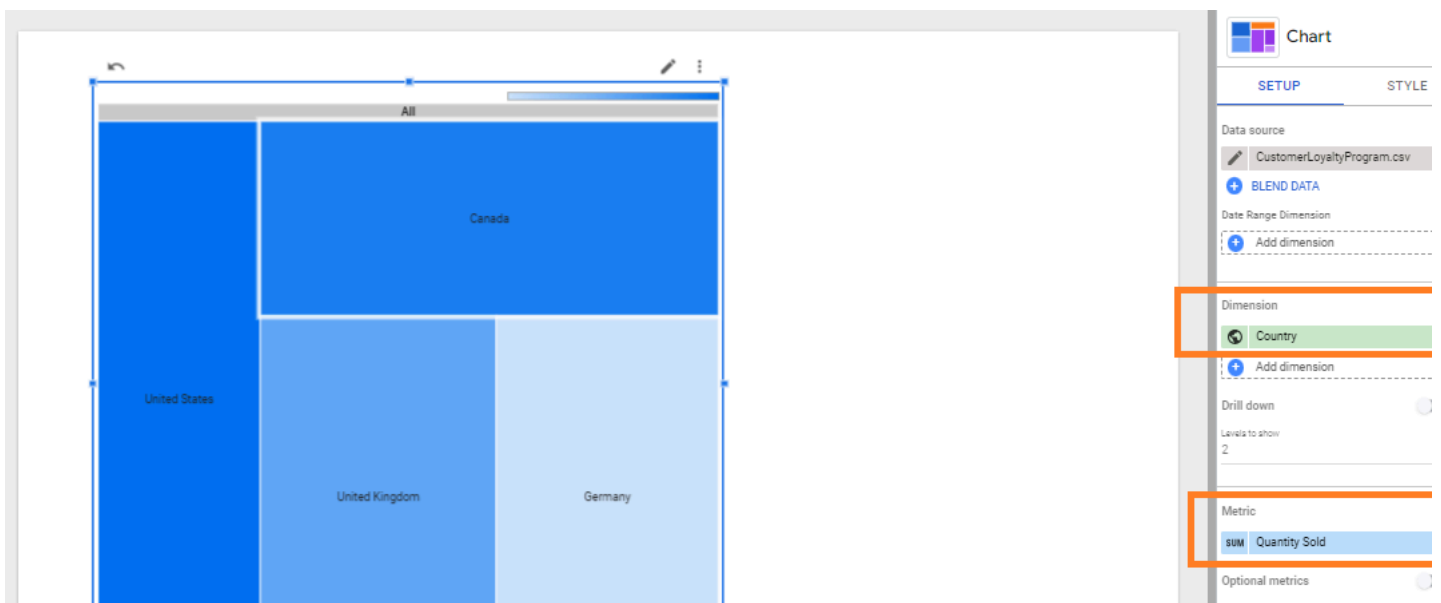 All
Canada
United States
United Kingdom
Germany
Chart
SETUP STYLE
Data source
CustomerLoyaltyProgram.csv
BLEND DATA
Date Range Dimension
Add dimension
Dimension
Country
Add dimension
Drill down
Levels to show
2
Metric
SUM Quantity Sold
Optional metrics